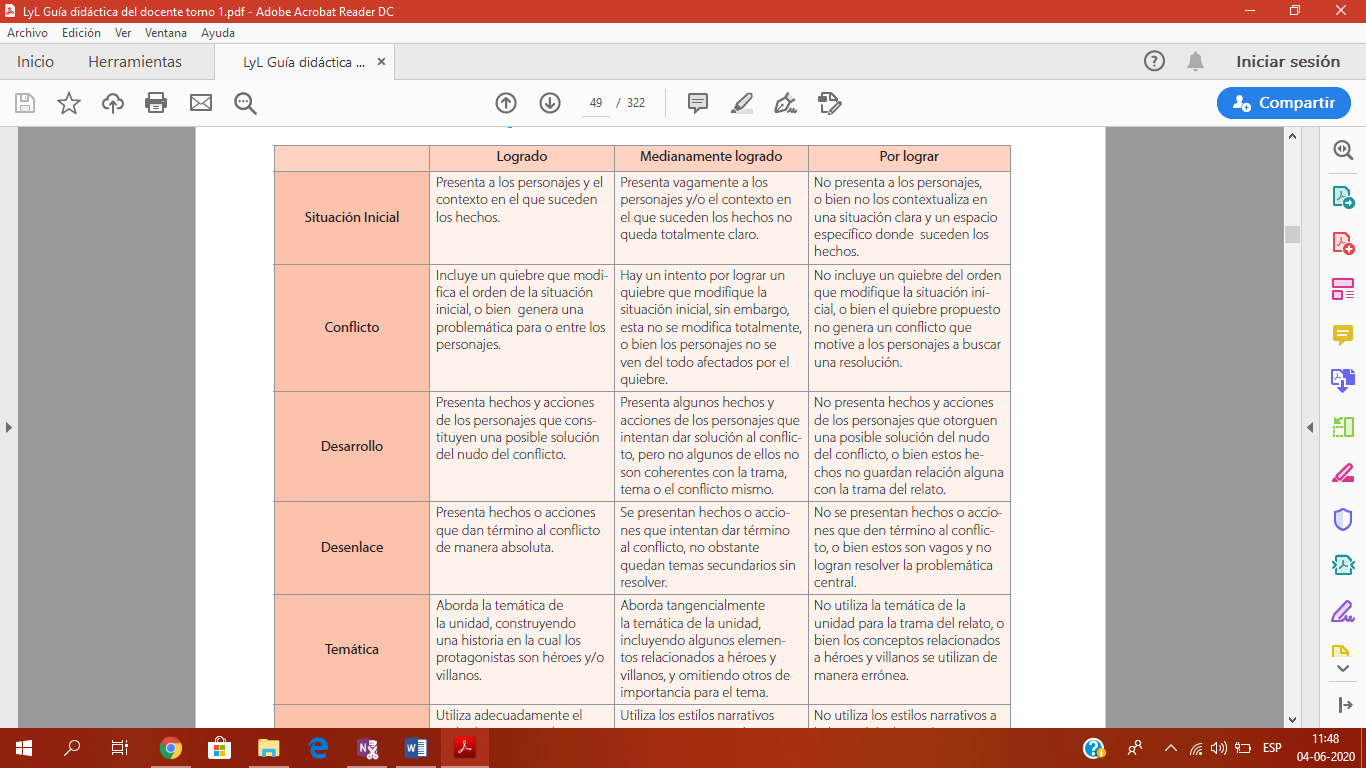 LyL Guía didáctica del docente tomo 1.pdf - Adobe Acrobat Reader DC
Archivo Edición Ver Ventana Ayuda
Inicio Herramientas LyL Guía didáctica ... ×
Iniciar sesión
49 / 322
Compartir
Logrado Medianamente logrado Por lograr
Situación Inicial
Presenta a los personajes y el
contexto en el que suceden
los hechos.
Presenta vagamente a los
personajes y/o el contexto en
el que suceden los hechos no
queda totalmente claro.
No presenta a los personajes,
o bien no los contextualiza en
una situación clara y un espacio
específico donde suceden los
hechos.
Conflicto
Incluye un quiebre que modi-
fica el orden de la situación
inicial, o bien genera una
problemática para o entre los
personajes.
Hay un intento por lograr un
quiebre que modifique la
situación inicial, sin embargo,
esta no se modifica totalmente,
o bien los personajes no se
ven del todo afectados por el
quiebre.
No incluye un quiebre del orden
que modifique la situación ini-
cial, o bien el quiebre propuesto
no genera un conflicto que
motive a los personajes a buscar
una resolución.
Desarrollo
Presenta hechos y acciones
de los personajes que cons-
tituyen una posible solución
del nudo del conflicto.
Presenta algunos hechos y
acciones de los personajes que
intentan dar solución al conflic-
to, pero no algunos de ellos no
son coherentes con la trama,
tema o el conflicto mismo.
No presenta hechos y acciones
de los personajes que otorguen
una posible solución del nudo
del conflicto, o bien estos he-
chos no guardan relación alguna
con la trama del relato.
Desenlace
Presenta hechos o acciones
que dan término al conflicto
de manera absoluta.
Se presentan hechos o accio-
nes que intentan dar término
al conflicto, no obstante
quedan temas secundarios sin
resolver.
No se presentan hechos o accio-
nes que den término al conflic-
to, o bien estos son vagos y no
logran resolver la problemática
central.
Temática
Aborda la temática de
la unidad, construyendo
una historia en la cual los
protagonistas son héroes y/o
villanos.
Aborda tangencialmente
la temática de la unidad,
incluyendo algunos elemen-
tos relacionados a héroes y
villanos, y omitiendo otros de
importancia para el tema.
No utiliza la temática de la
unidad para la trama del relato, o
bien los conceptos relacionados
a héroes y villanos se utilizan de
manera errónea.
Utiliza adecuadamente el
Utiliza los estilos narrativos
No utiliza los estilos narrativos a
ESP
11:48
04-06-2020